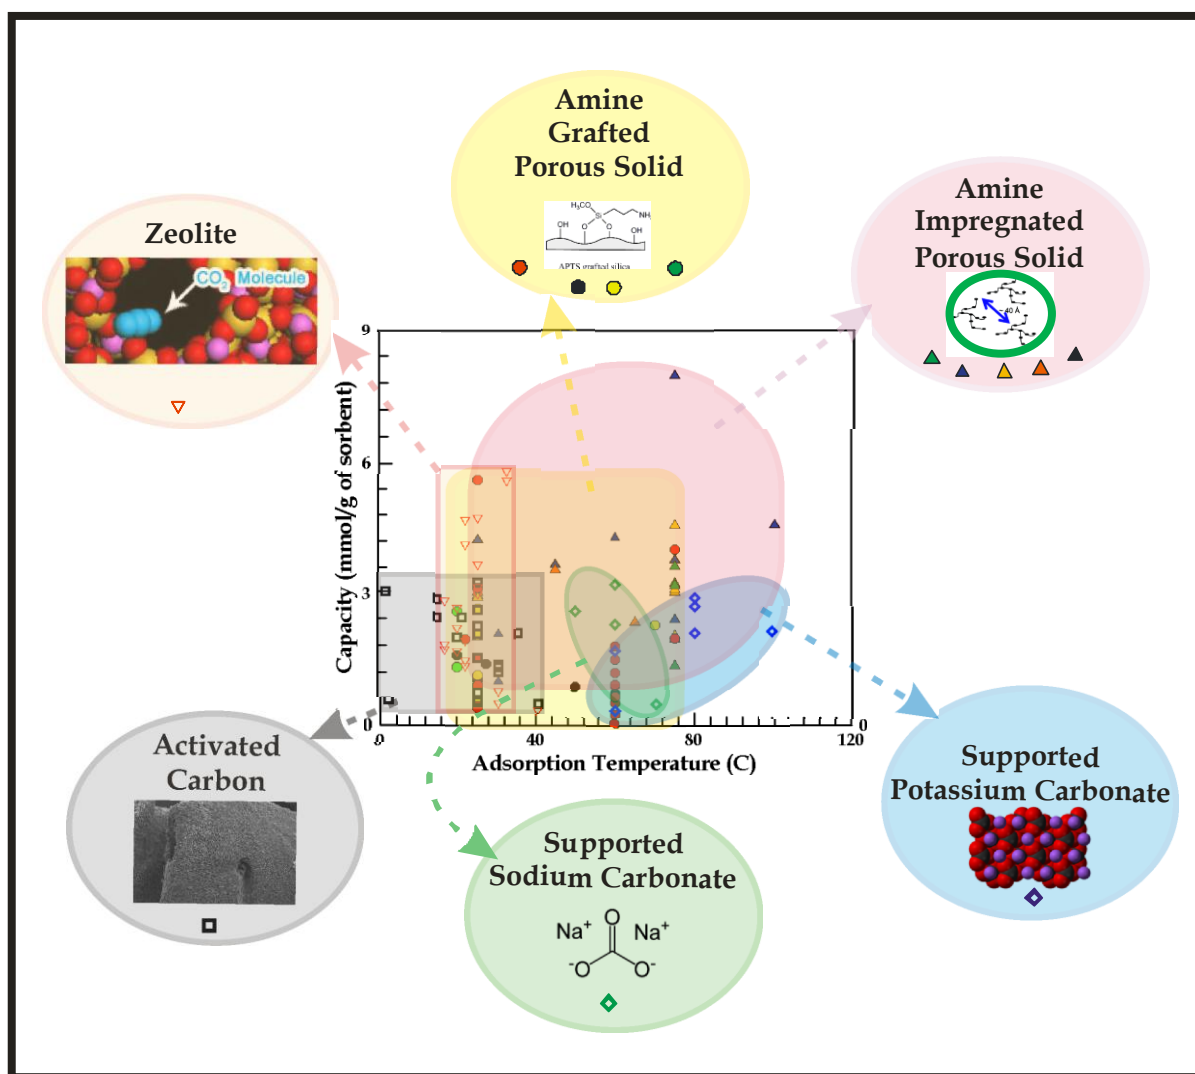 Amine
Grafted
Porous Solid
H₃CO
Si
NH
OH
O
O
OH
APTS grafted silica
Amine
Impregnated
Porous Solid
~ 40 Å
Zeolite
CO₂ Molecule
9
6
3
0
0
40
80
120
0
Capacity (mmol/g of sorbent)
Adsorption Temperature (C)
Activated
Carbon
Supported
Sodium Carbonate
O
Na⁺
Na⁺
⁻O
O⁻
Supported
Potassium Carbonate